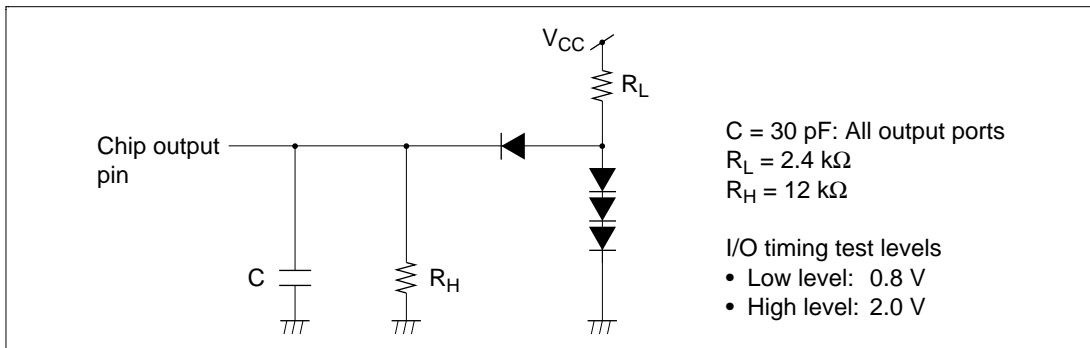 V_CC
R_L
Chip output
pin
C
R_H
C = 30 pF: All output ports
R_L = 2.4 kΩ
R_H = 12 kΩ
I/O timing test levels
• Low level: 0.8 V
• High level: 2.0 V